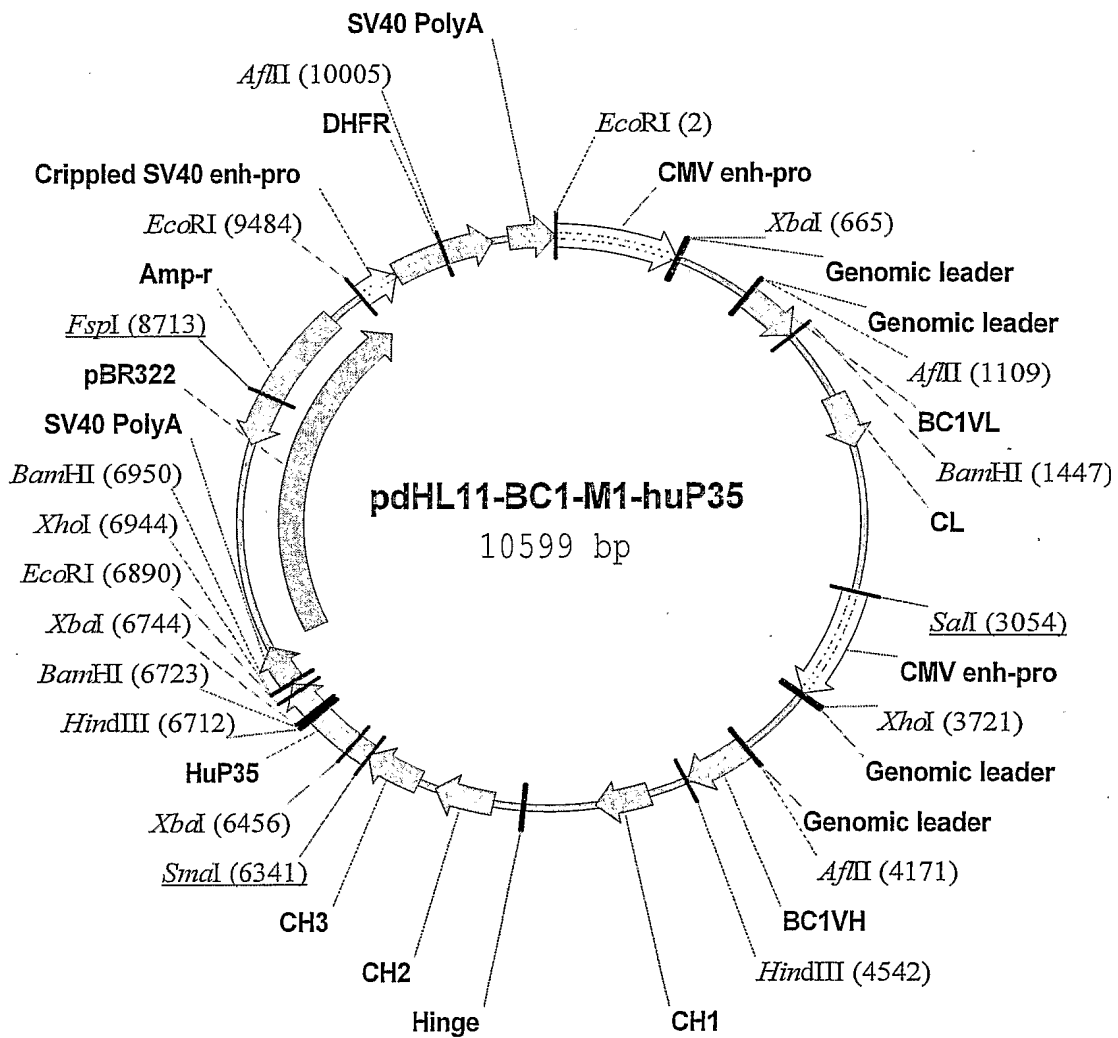 SV40 PolyA
AflII (10005)
DHFR
EcoRI (2)
Crippled SV40 enh-pro
CMV enh-pro
EcoRI (9484)
XbaI (665)
Amp-r
Genomic leader
FspI (8713)
Genomic leader
pBR322
AflII (1109)
SV40 PolyA
BC1VL
BamHI (6950)
BamHI (1447)
XhoI (6944)
CL
pdHL11-BC1-M1-huP35
10599 bp
EcoRI (6890)
XbaI (6744)
SalI (3054)
BamHI (6723)
CMV enh-pro
HindIII (6712)
XhoI (3721)
HuP35
Genomic leader
XbaI (6456)
Genomic leader
SmaI (6341)
AflII (4171)
CH3
BC1VH
CH2
HindIII (4542)
Hinge
CH1